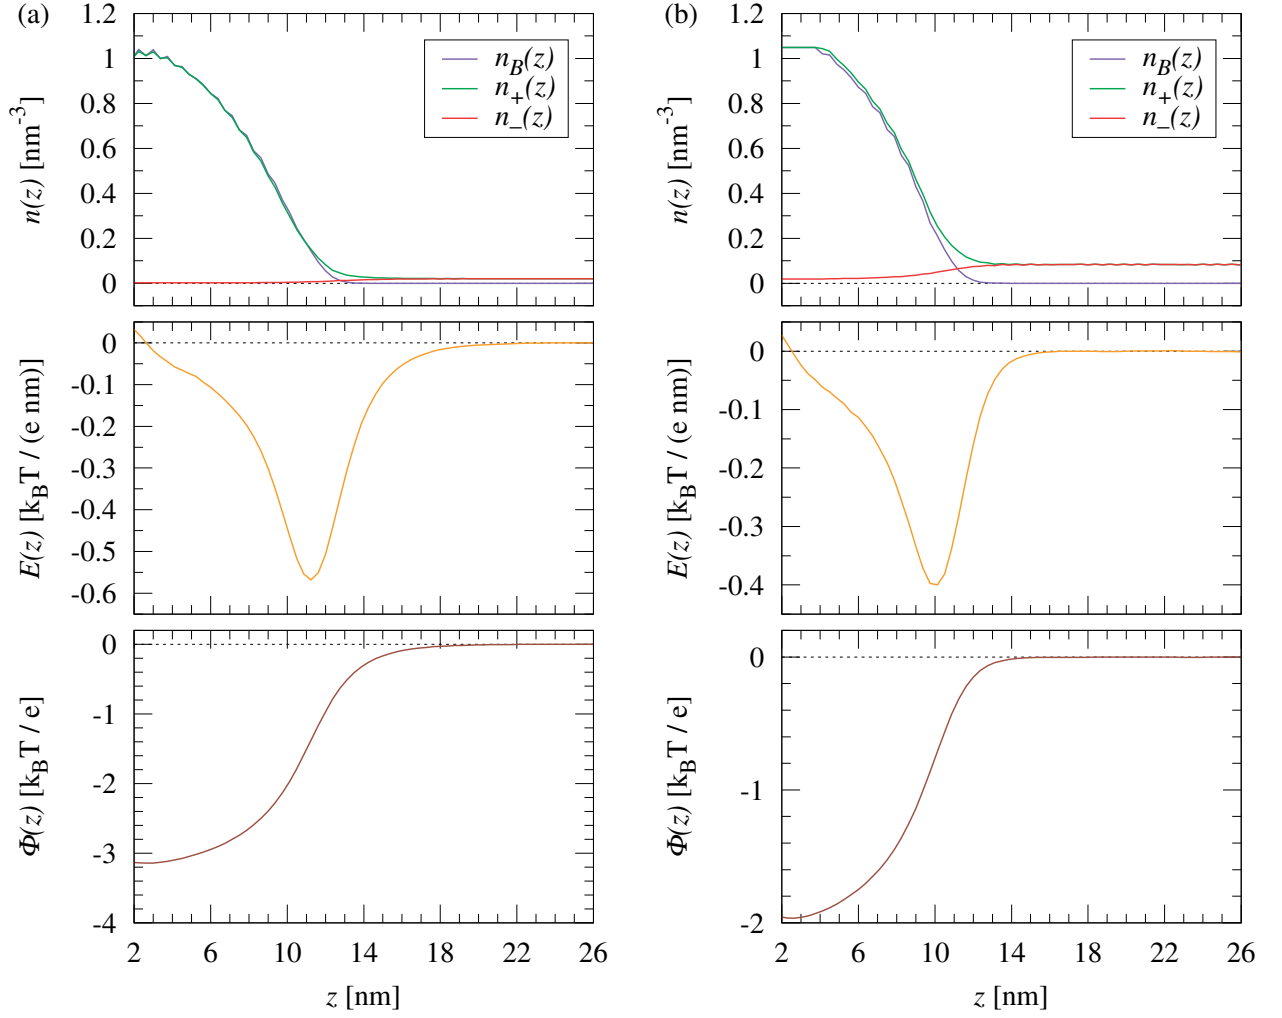 (a)
1.2
1
0.8
0.6
0.4
0.2
0
n(z) [nm⁻³]
n_B(z)
n_+(z)
n_−(z)
0
-0.1
-0.2
-0.3
-0.4
-0.5
-0.6
E(z) [k_BT / (e nm)]
0
-1
-2
-3
-4
Φ(z) [k_BT / e]
2 6 10 14 18 22 26
z [nm]
(b)
1.2
1
0.8
0.6
0.4
0.2
0
n(z) [nm⁻³]
n_B(z)
n_+(z)
n_−(z)
0
-0.1
-0.2
-0.3
-0.4
E(z) [k_BT / (e nm)]
0
-1
-2
Φ(z) [k_BT / e]
2 6 10 14 18 22 26
z [nm]